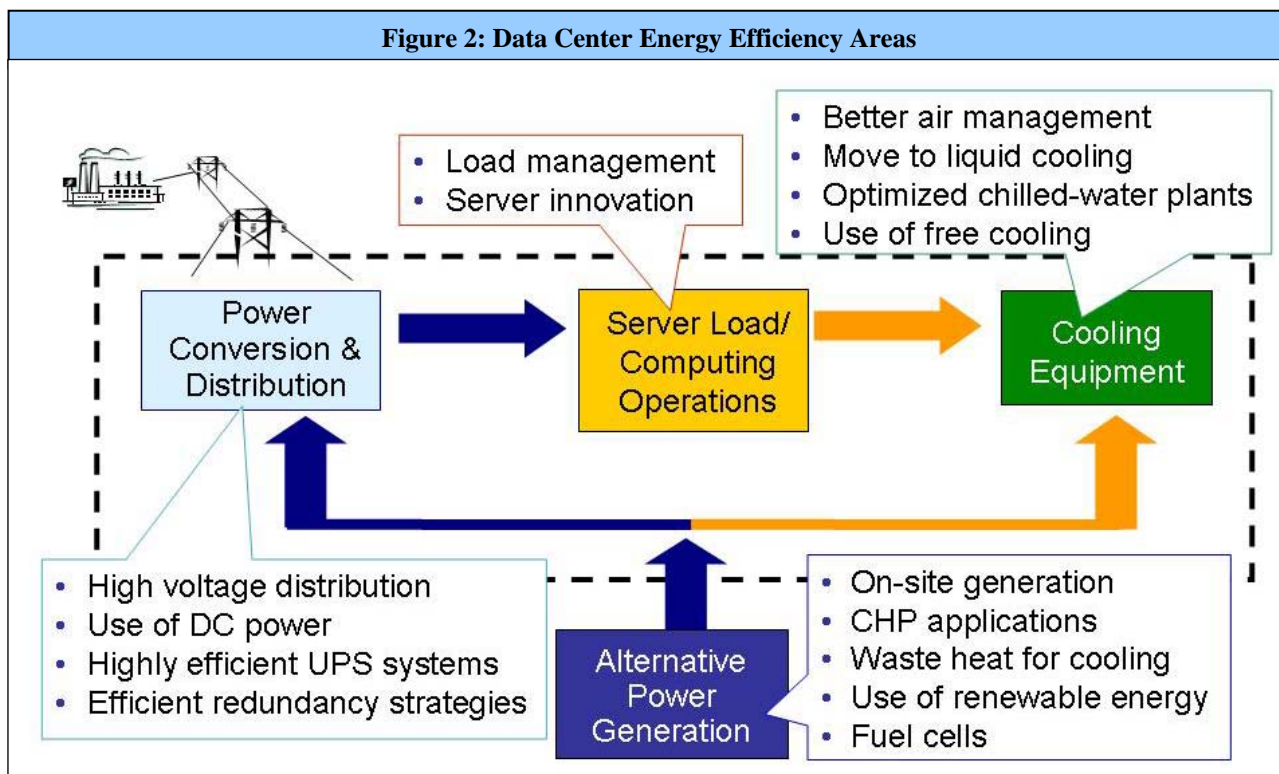 Figure 2: Data Center Energy Efficiency Areas
• Load management
• Server innovation
• Better air management
• Move to liquid cooling
• Optimized chilled-water plants
• Use of free cooling
Power
Conversion &
Distribution
Server Load/
Computing
Operations
Cooling
Equipment
• High voltage distribution
• Use of DC power
• Highly efficient UPS systems
• Efficient redundancy strategies
Alternative
Power
Generation
• On-site generation
• CHP applications
• Waste heat for cooling
• Use of renewable energy
• Fuel cells